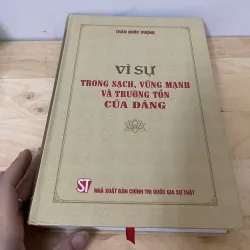 TRẦN QUỐC VƯỢNG
VÌ SỰ
TRONG SẠCH, VỮNG MẠNH
VÀ TRƯỜNG TỒN
CỦA ĐẢNG
ST
NHÀ XUẤT BẢN CHÍNH TRỊ QUỐC GIA SỰ THẬT